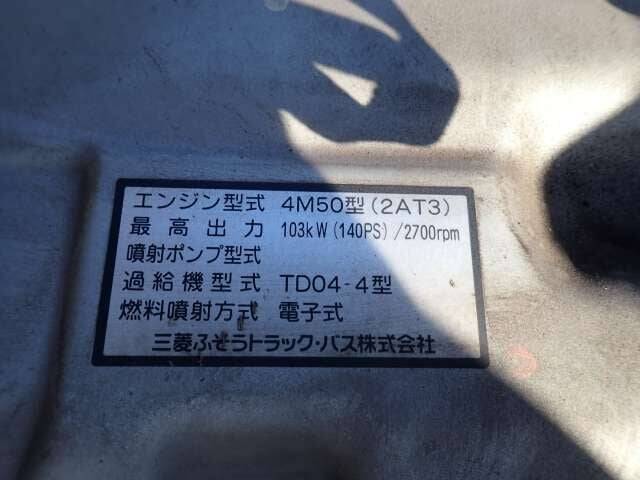 エンジン型式 4M50型(2AT3)
最高出力 103kW(140PS)/2700rpm
噴射ポンプ型式
過給機型式 TD04-4型
燃料噴射方式 電子式
三菱ふそうトラック・バス株式会社